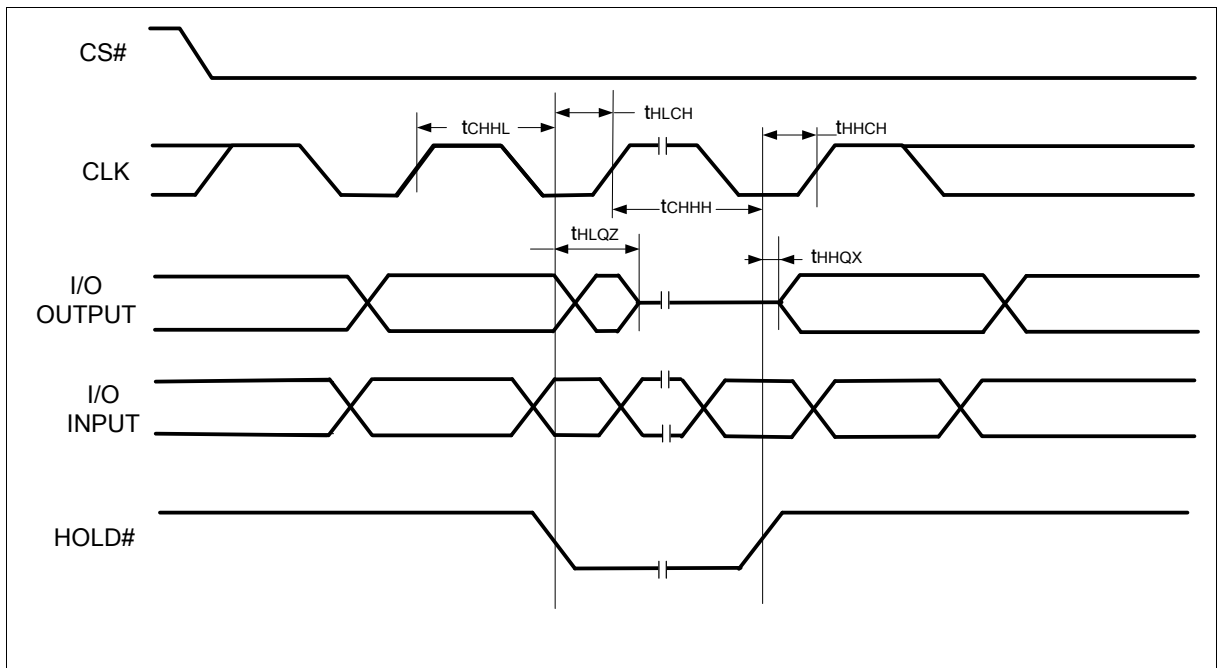 CS#
tHLCH
tHHCH
tCHHL
CLK
tCHHH
tHLQZ
tHHQX
I/O
OUTPUT
I/O
INPUT
HOLD#